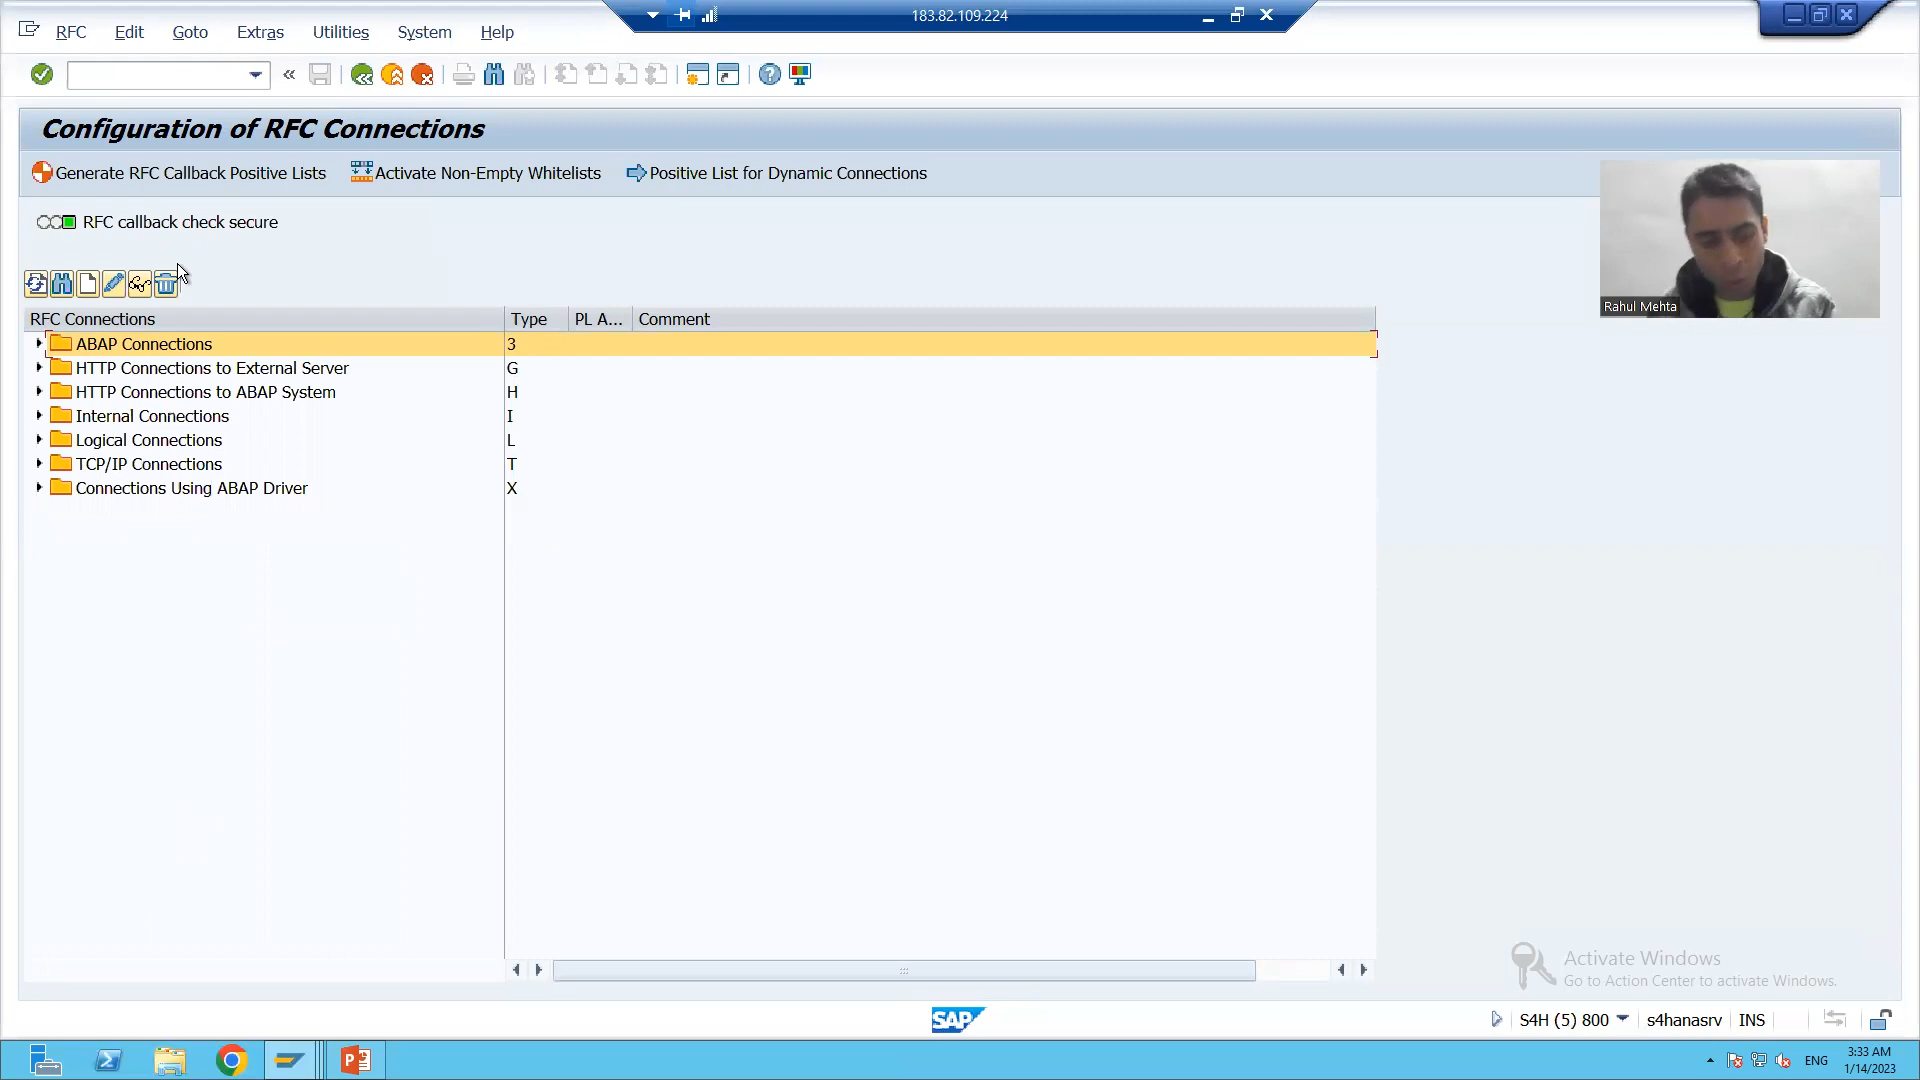 183.82.109.224
RFC Edit Goto Extras Utilities System Help
Configuration of RFC Connections
Generate RFC Callback Positive Lists Activate Non-Empty Whitelists Positive List for Dynamic Connections
RFC callback check secure
Rahul Mehta
RFC Connections Type PL A... Comment
ABAP Connections 3
HTTP Connections to External Server G
HTTP Connections to ABAP System H
Internal Connections I
Logical Connections L
TCP/IP Connections T
Connections Using ABAP Driver X
Activate Windows
Go to Action Center to activate Windows.
SAP S4H (5) 800 s4hanasrv INS
ENG 3:33 AM
1/14/2023